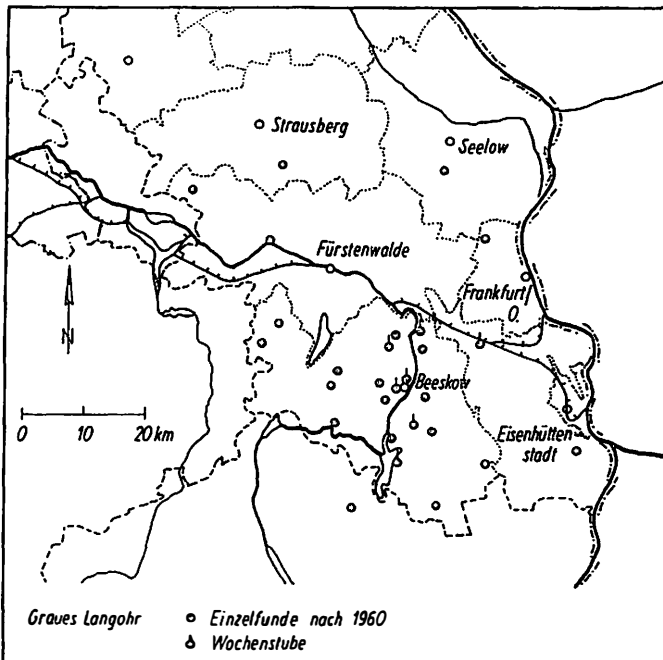 Strausberg
Seelow
Fürstenwalde
Frankfurt/
O.
N
Beeskow
0 10 20 km
Eisenhütten
stadt
Graues Langohr
Einzelfunde nach 1960
Wochenstube